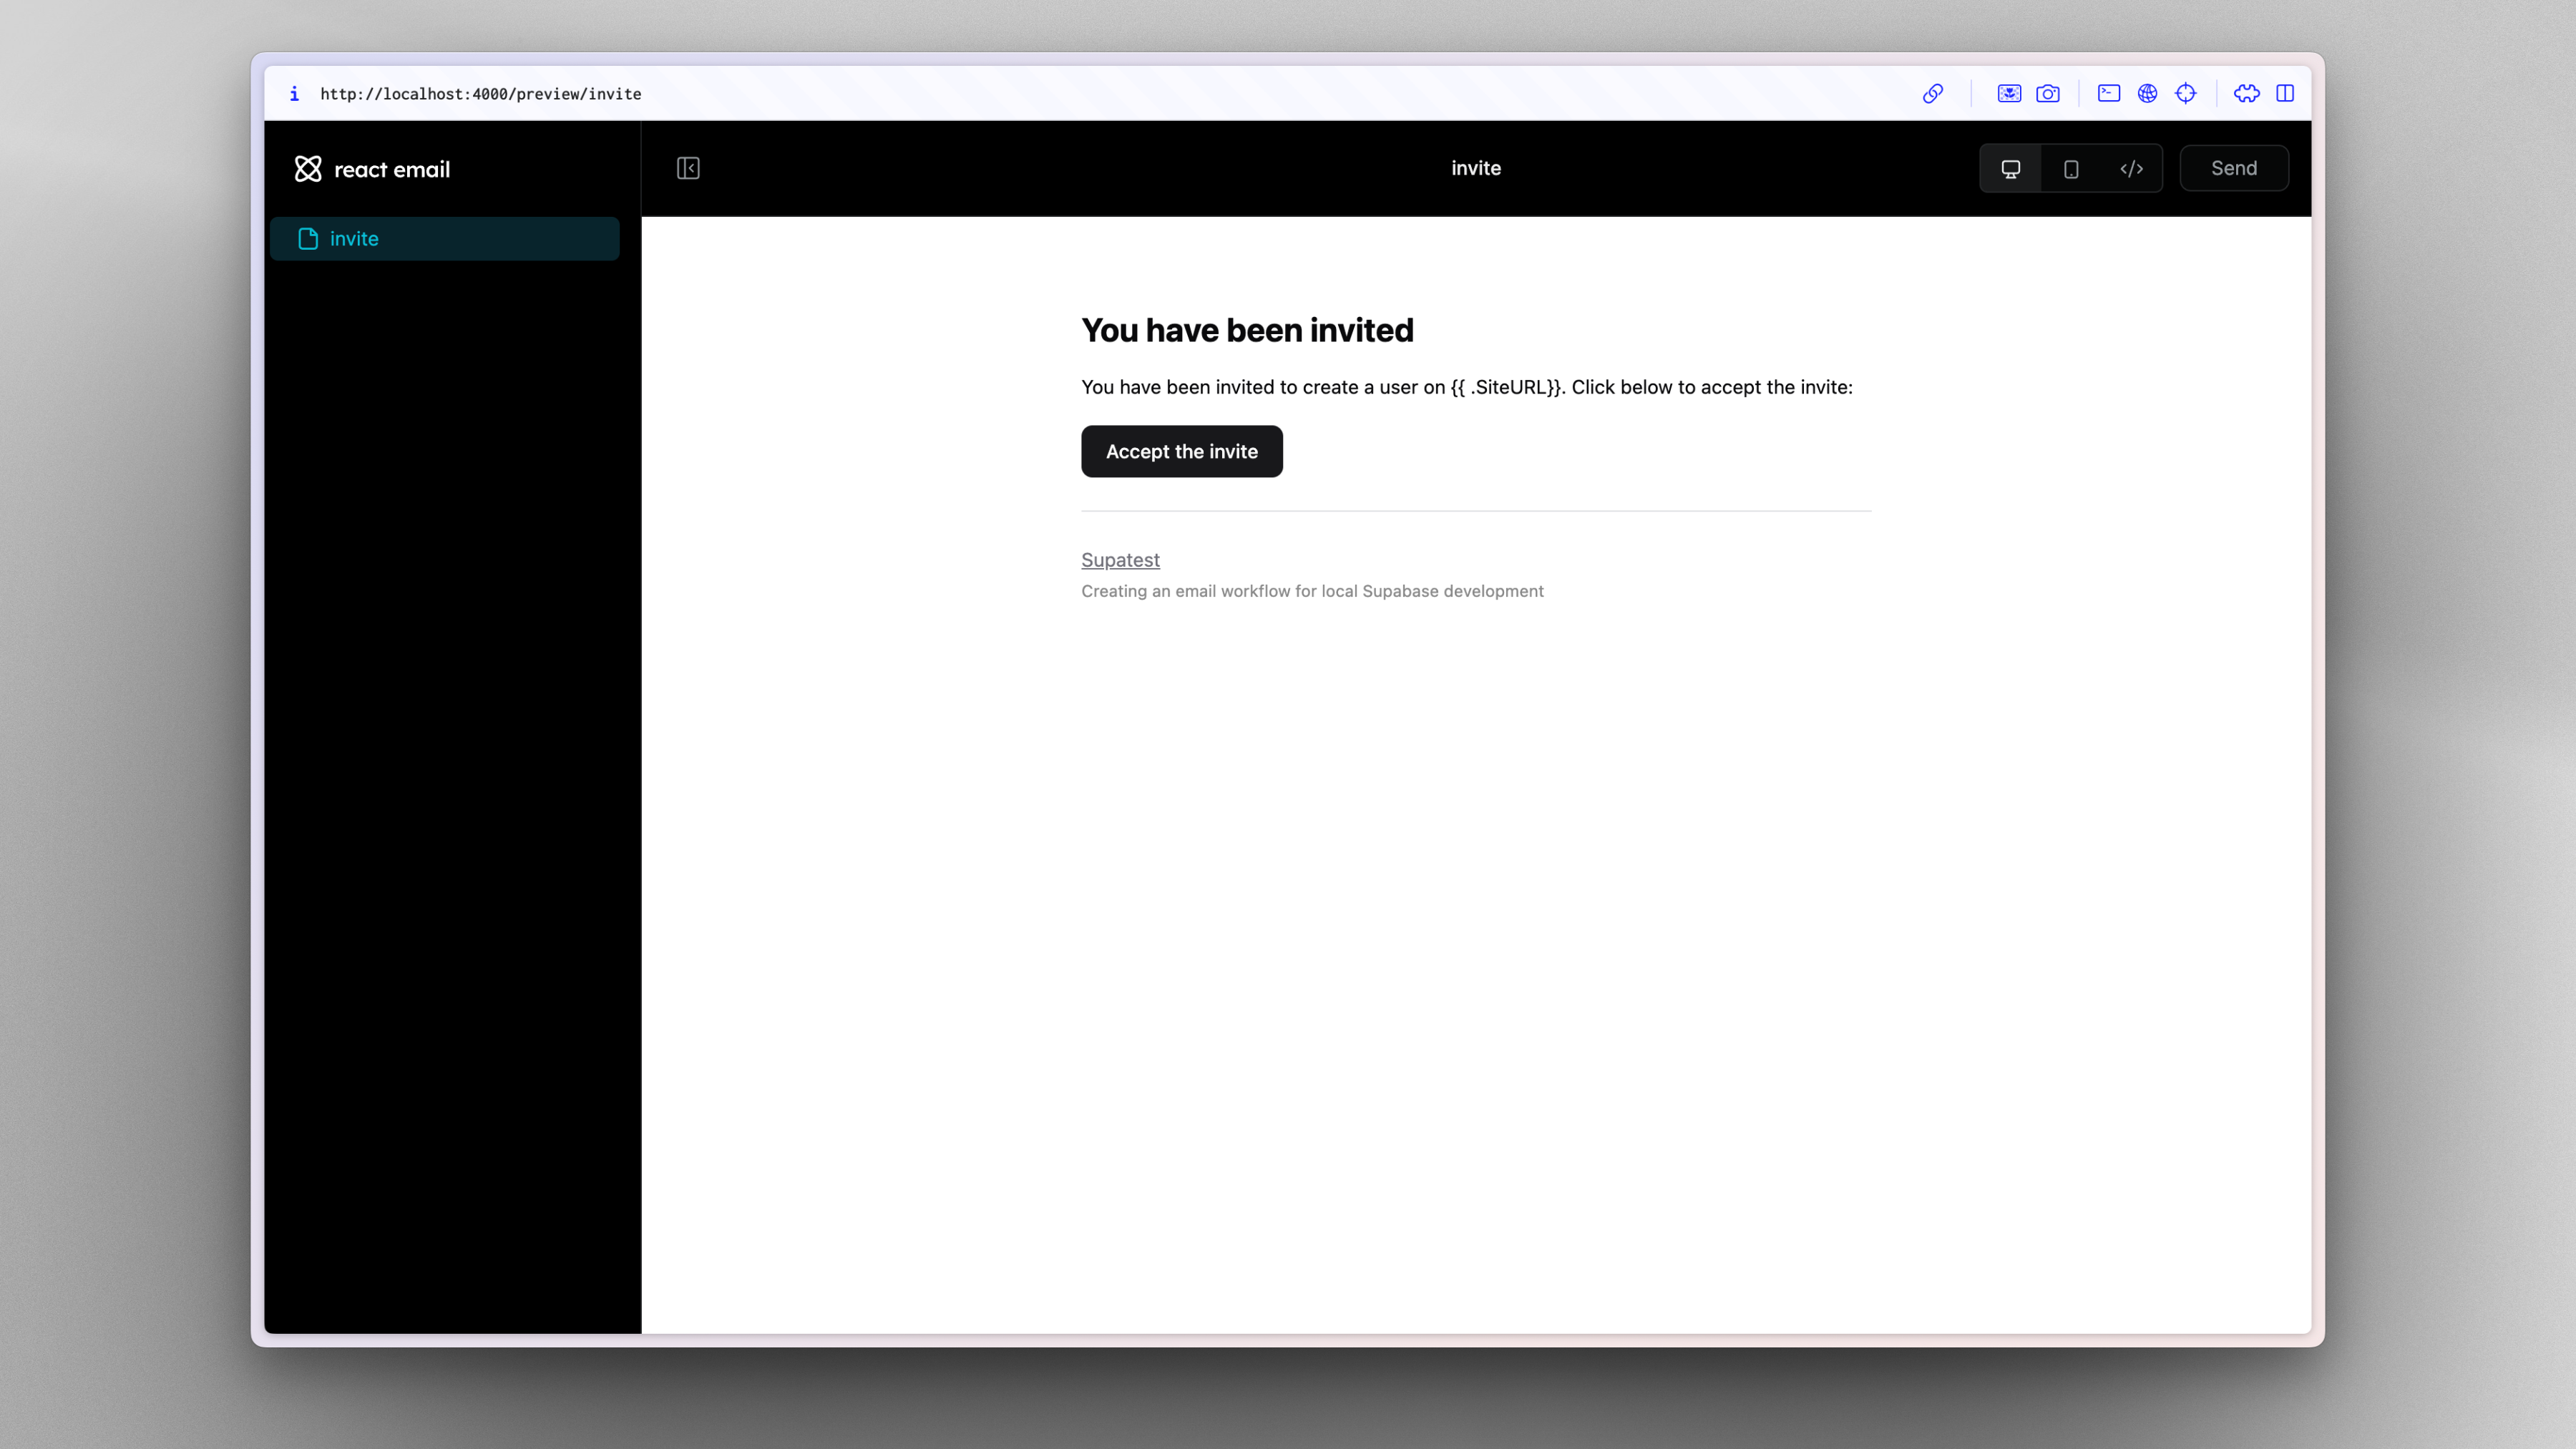 http://localhost:4000/preview/invite
react email
invite
Send
invite
You have been invited
You have been invited to create a user on {{ .SiteURL}}. Click below to accept the invite:
Accept the invite
Supatest
Creating an email workflow for local Supabase development